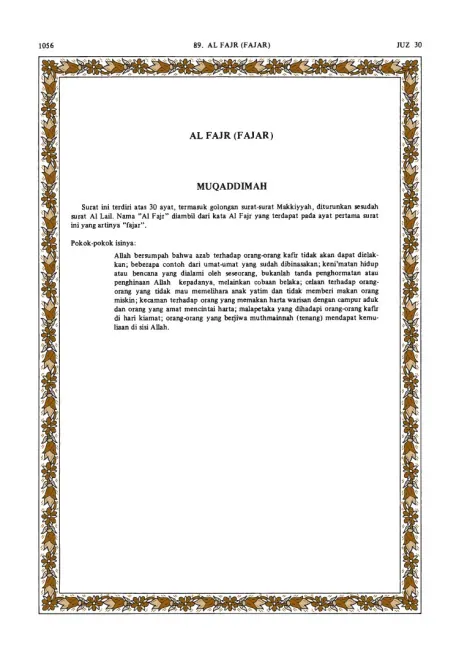 1056 89. AL FAJR (FAJAR) JUZ 30
AL FAJR (FAJAR)
MUQADDIMAH
Surat ini terdiri atas 30 ayat, termasuk golongan surat-surat Makkiyyah, diturunkan sesudah
surat Al Lail. Nama "Al Fajr" diambil dari kata Al Fajr yang terdapat pada ayat pertama surat
ini yang artinya "fajar".
Pokok-pokok isinya:
Allah bersumpah bahwa azab terhadap orang-orang kafir tidak akan dapat dielak-
kan; beberapa contoh dari umat-umat yang sudah dibinasakan; keni'matan hidup
atau bencana yang dialami oleh seseorang, bukanlah tanda penghormatan atau
penghinaan Allah kepadanya, melainkan cobaan belaka; celaan terhadap orang-
orang yang tidak mau memelihara anak yatim dan tidak memberi makan orang
miskin; kecaman terhadap orang yang memakan harta warisan dengan campur aduk
dan orang yang amat mencintai harta; malapetaka yang dihadapi orang-orang kafir
di hari kiamat; orang-orang yang berjiwa muthmainnah (tenang) mendapat kemu-
liaan di sisi Allah.